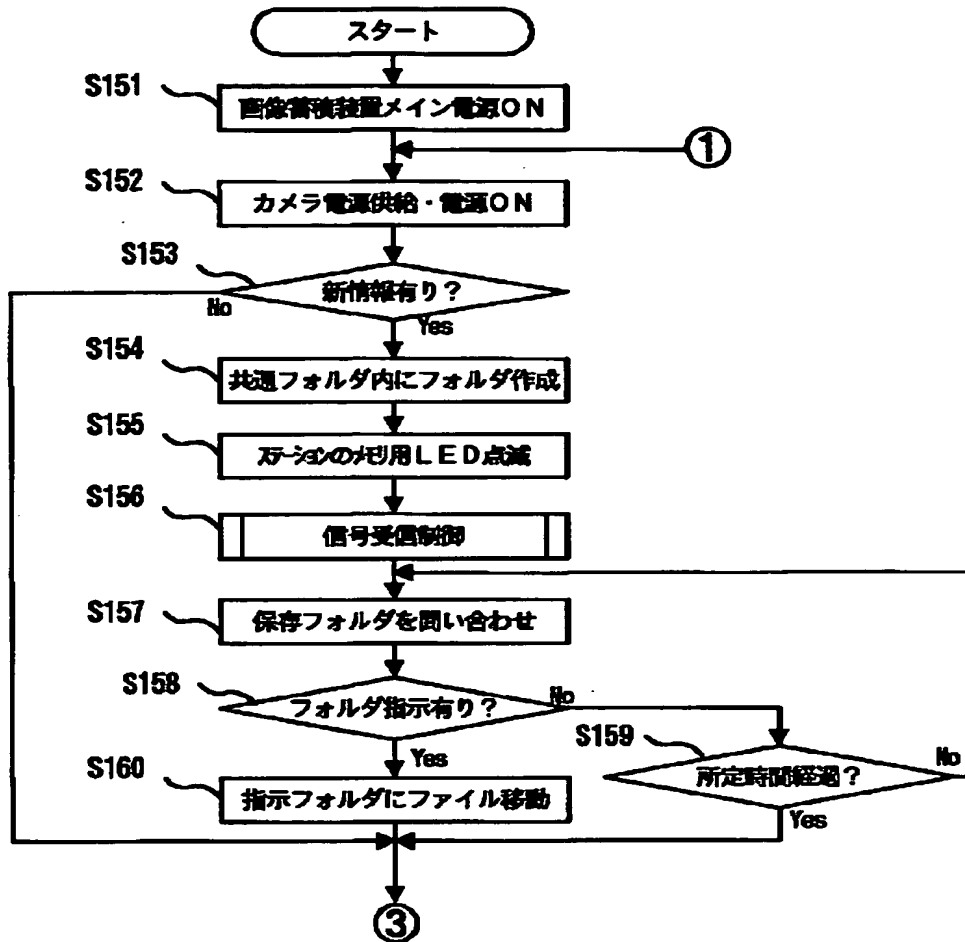 スタート
S151
画像蓄積装置メイン電源ON
①
S152
カメラ電源供給・電源ON
S153
新情報有り?
No
Yes
S154
共通フォルダ内にフォルダ作成
S155
ステーションのメモリ用LED点滅
S156
信号受信制御
S157
保存フォルダを問い合わせ
S158
フォルダ指示有り?
No
Yes
S159
所定時間経過?
No
Yes
S160
指示フォルダにファイル移動
③